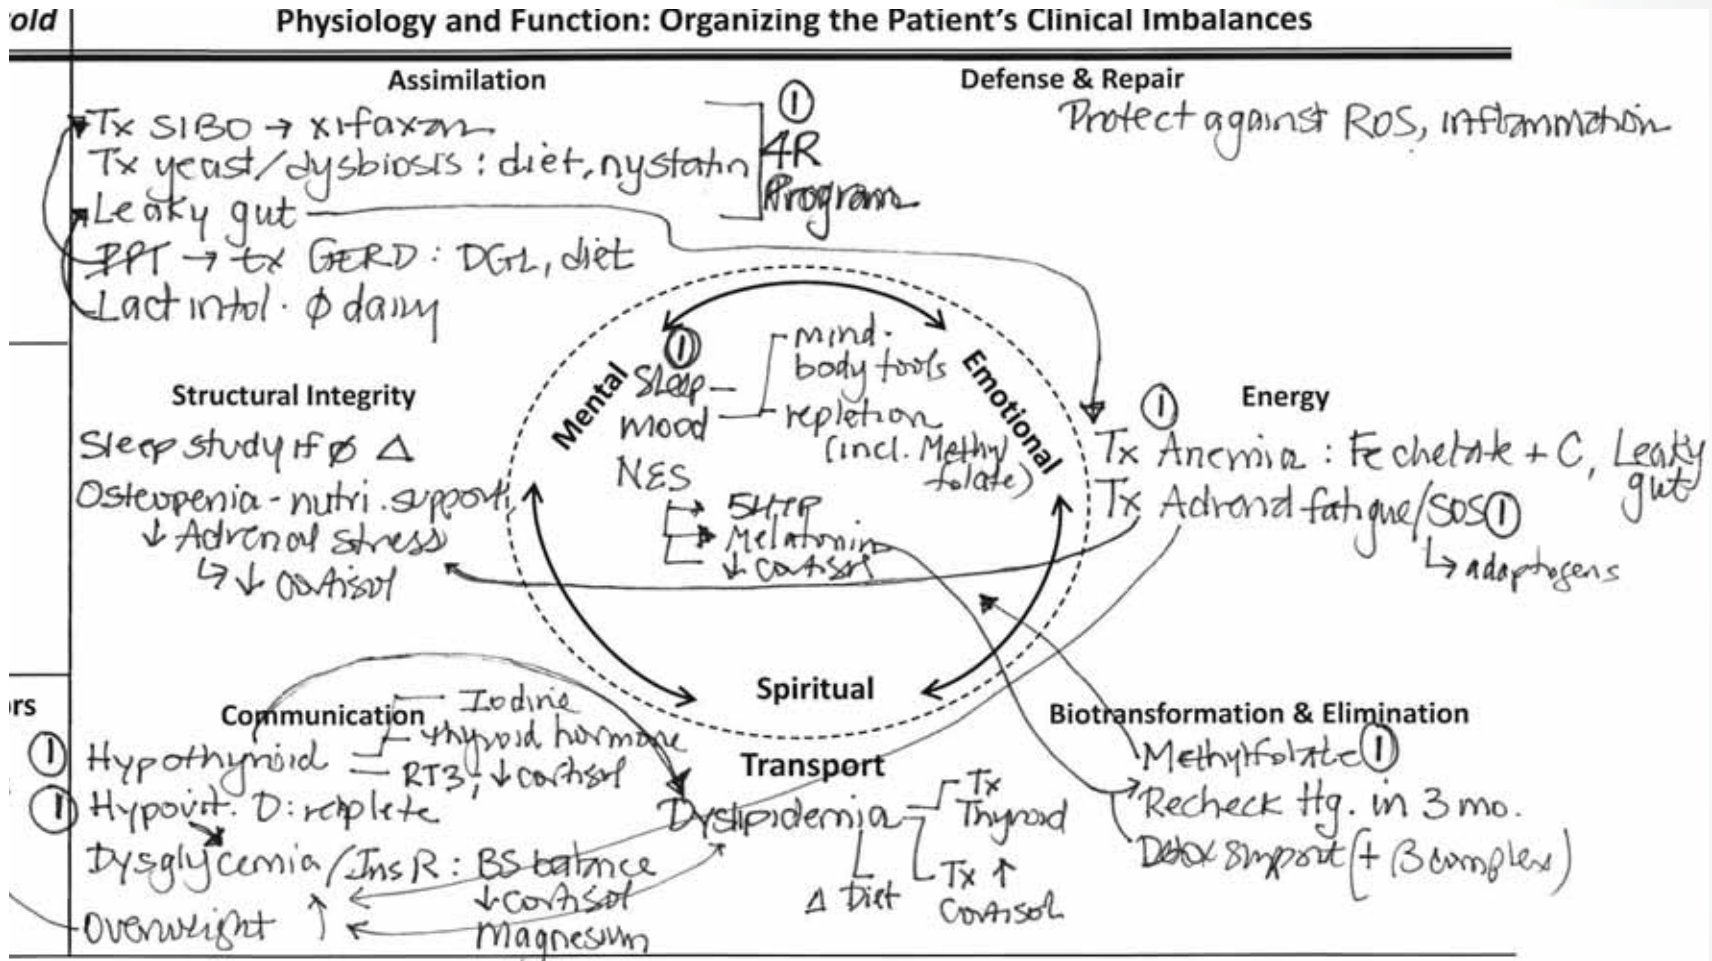 old
Physiology and Function: Organizing the Patient's Clinical Imbalances
Assimilation
Tx SIBO → xifaxan
Tx yeast/dysbiosis : diet, nystatin
Leaky gut
PPI → tx GERD : DGL, diet
Lact intol. ϕ dairy
①
4R
Program
Defense & Repair
Protect against ROS, inflammation
Structural Integrity
Sleep study if ϕ Δ
Osteopenia - nutri. support
↓ Adrenal stress
↳ ↓ cortisol
Mental
Emotional
Spiritual
①
Sleep
mood
mind.
body tools
repletion
(incl. Methyl
folate)
NES
→ 5HTP
→ Melatonin
↓ cortisol
Energy
①
Tx Anemia : Fe chelate + C, Leaky
gut
Tx Adrenal fatigue/SOS ①
↳ adaptogens
rs
Communication
① Hypothyroid
Iodine
thyroid hormone
RT3, ↓ cortisol
① Hypovit. D: replete
Dysglycemia/Ins R : BS balance
↓ cortisol
Magnesium
Overweight ↑
Transport
Dyslipidemia
Tx
Thyroid
Tx ↑
Cortisol
Δ Diet
Biotransformation & Elimination
Methylfolate ①
Recheck Hg. in 3 mo.
Detox support (+ B complex)